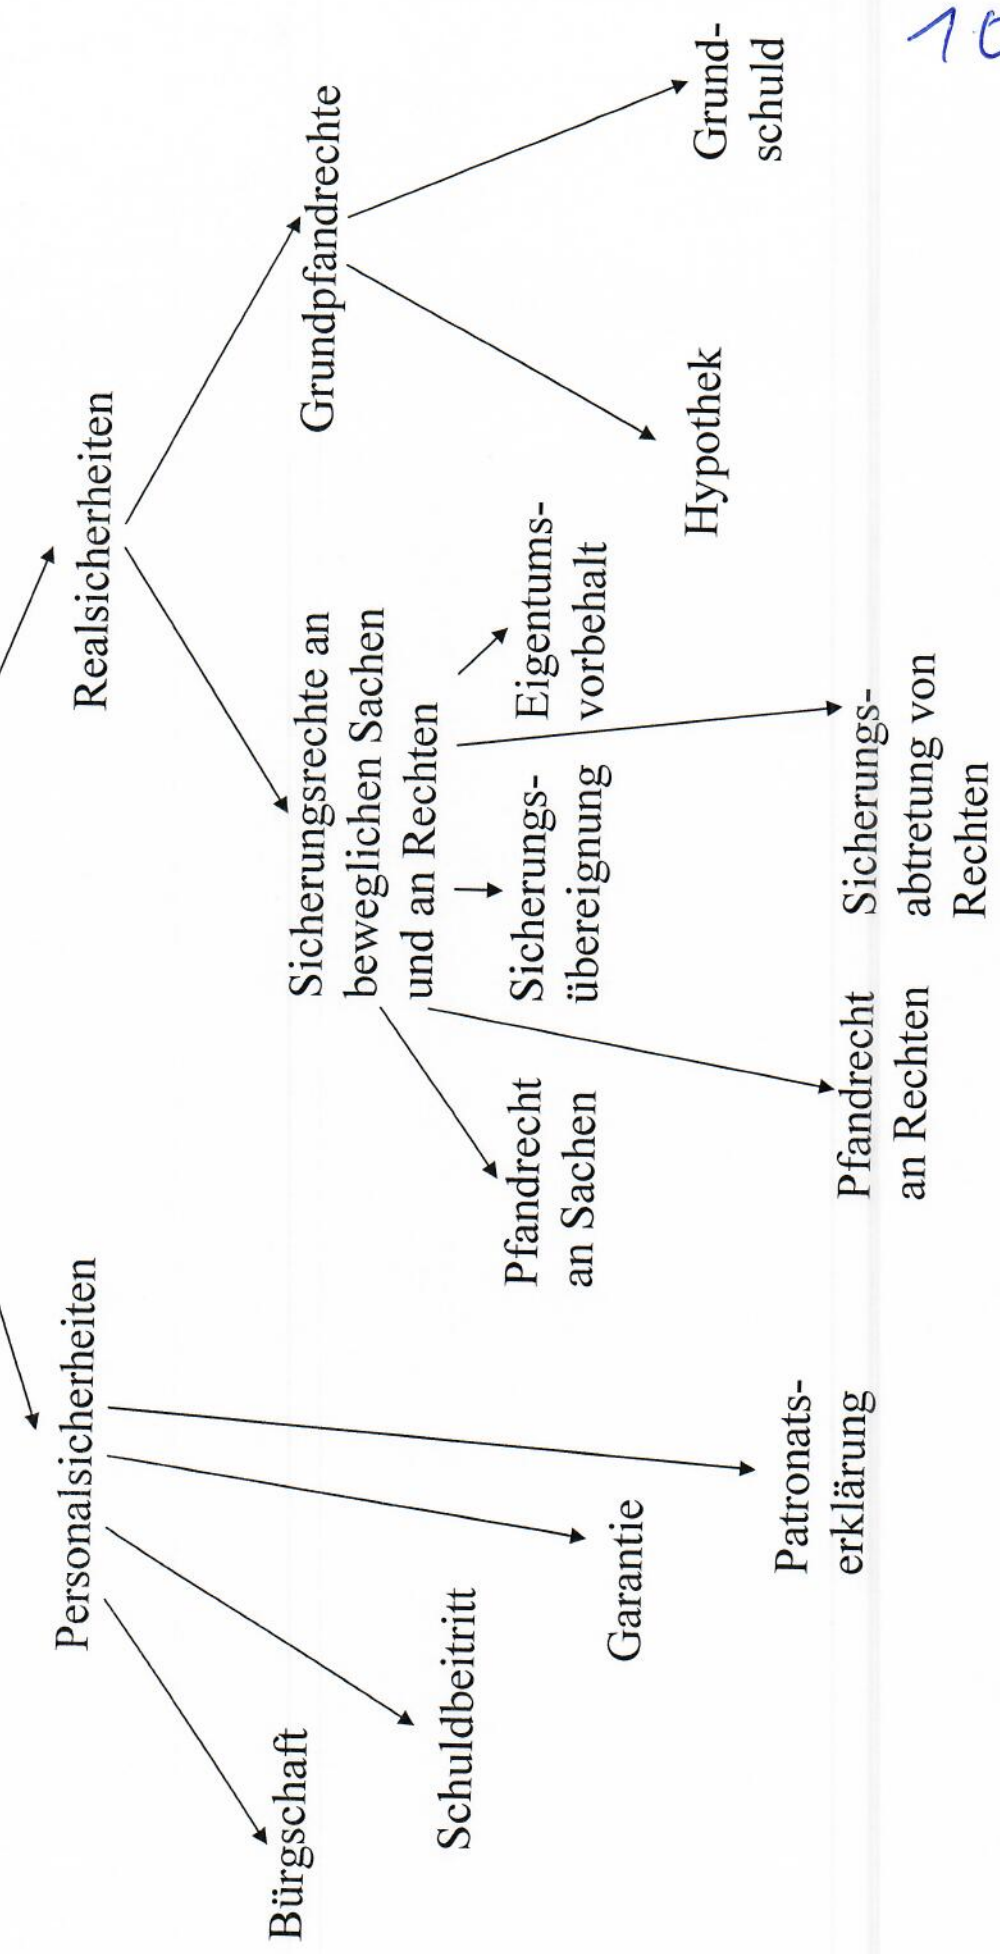 Personalsicherheiten
Realsicherheiten
Bürgschaft
Schuldbeitritt
Garantie
Patronats-
erklärung
Sicherungsrechte an
beweglichen Sachen
und an Rechten
Grundpfandrechte
Pfandrecht
an Sachen
Sicherungs-
übereignung
Eigentums-
vorbehalt
Pfandrecht
an Rechten
Sicherungs-
abtretung von
Rechten
Hypothek
Grund-
schuld